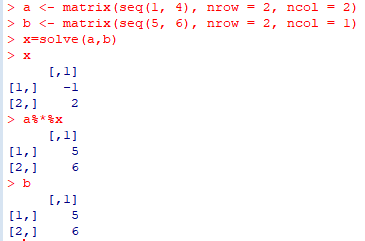 > a <- matrix(seq(1, 4), nrow = 2, ncol = 2)
> b <- matrix(seq(5, 6), nrow = 2, ncol = 1)
> x=solve(a,b)
> x
     [,1]
[1,]   -1
[2,]    2
> a%*%x
     [,1]
[1,]    5
[2,]    6
> b
     [,1]
[1,]    5
[2,]    6